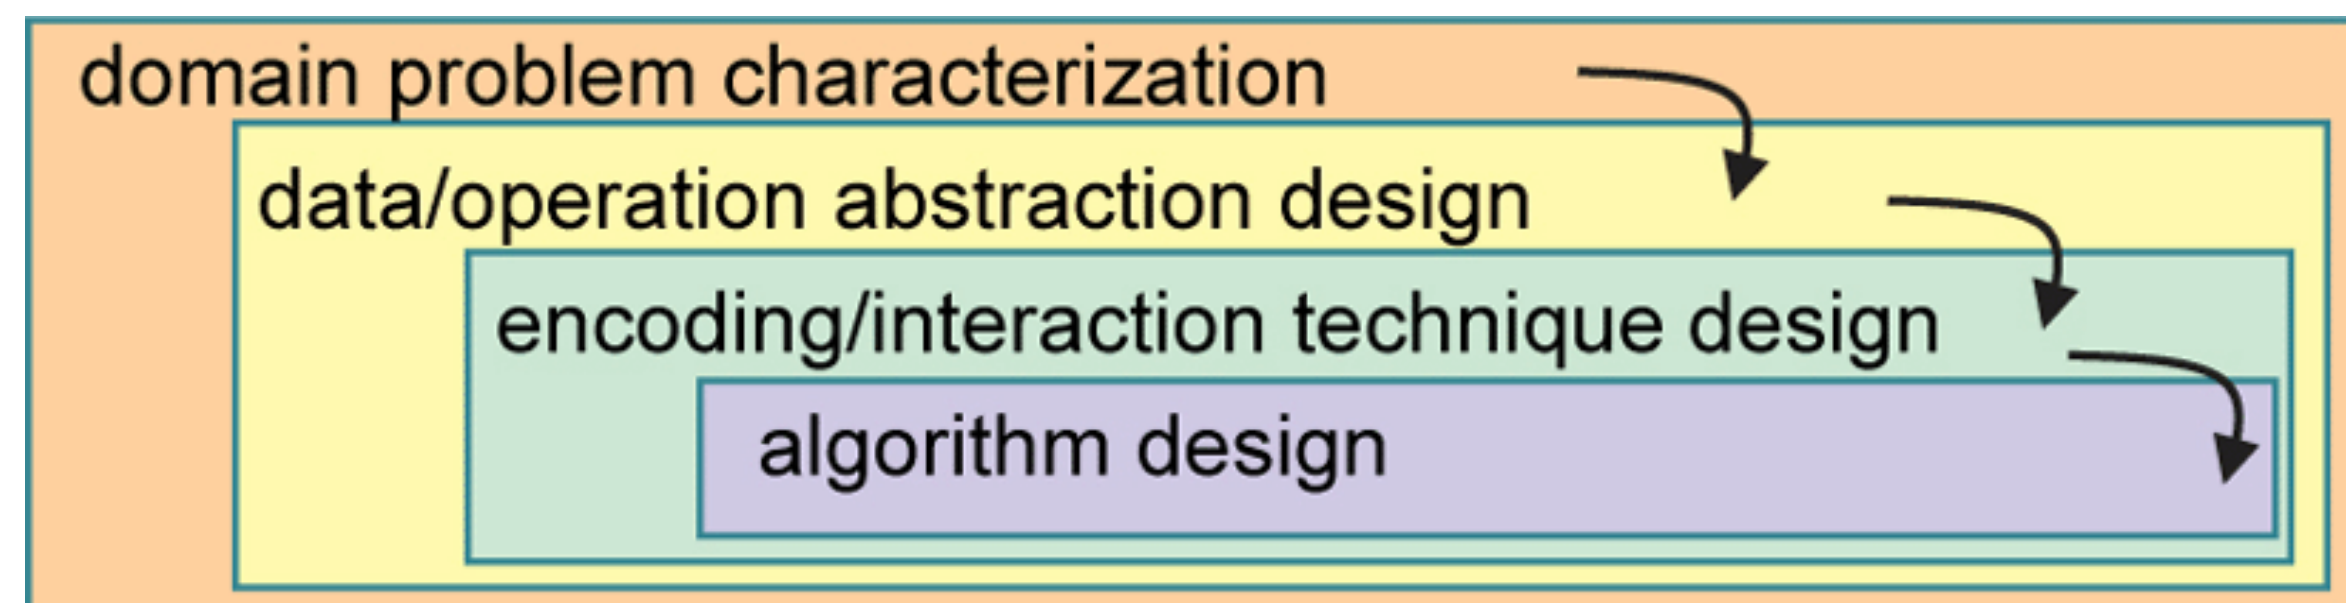 domain problem characterization
data/operation abstraction design
encoding/interaction technique design
algorithm design